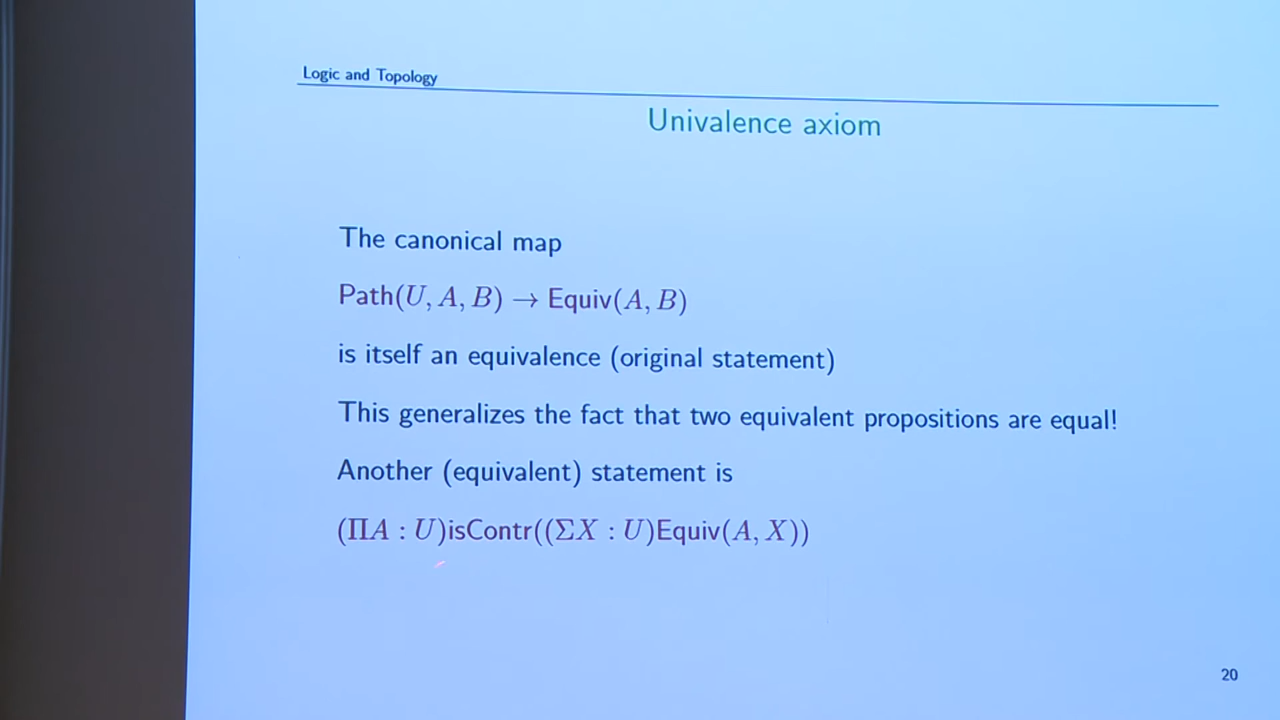 Logic and Topology
Univalence axiom
The canonical map
Path(U, A, B) → Equiv(A, B)
is itself an equivalence (original statement)
This generalizes the fact that two equivalent propositions are equal!
Another (equivalent) statement is
(ΠA : U)isContr((ΣX : U)Equiv(A, X))
20